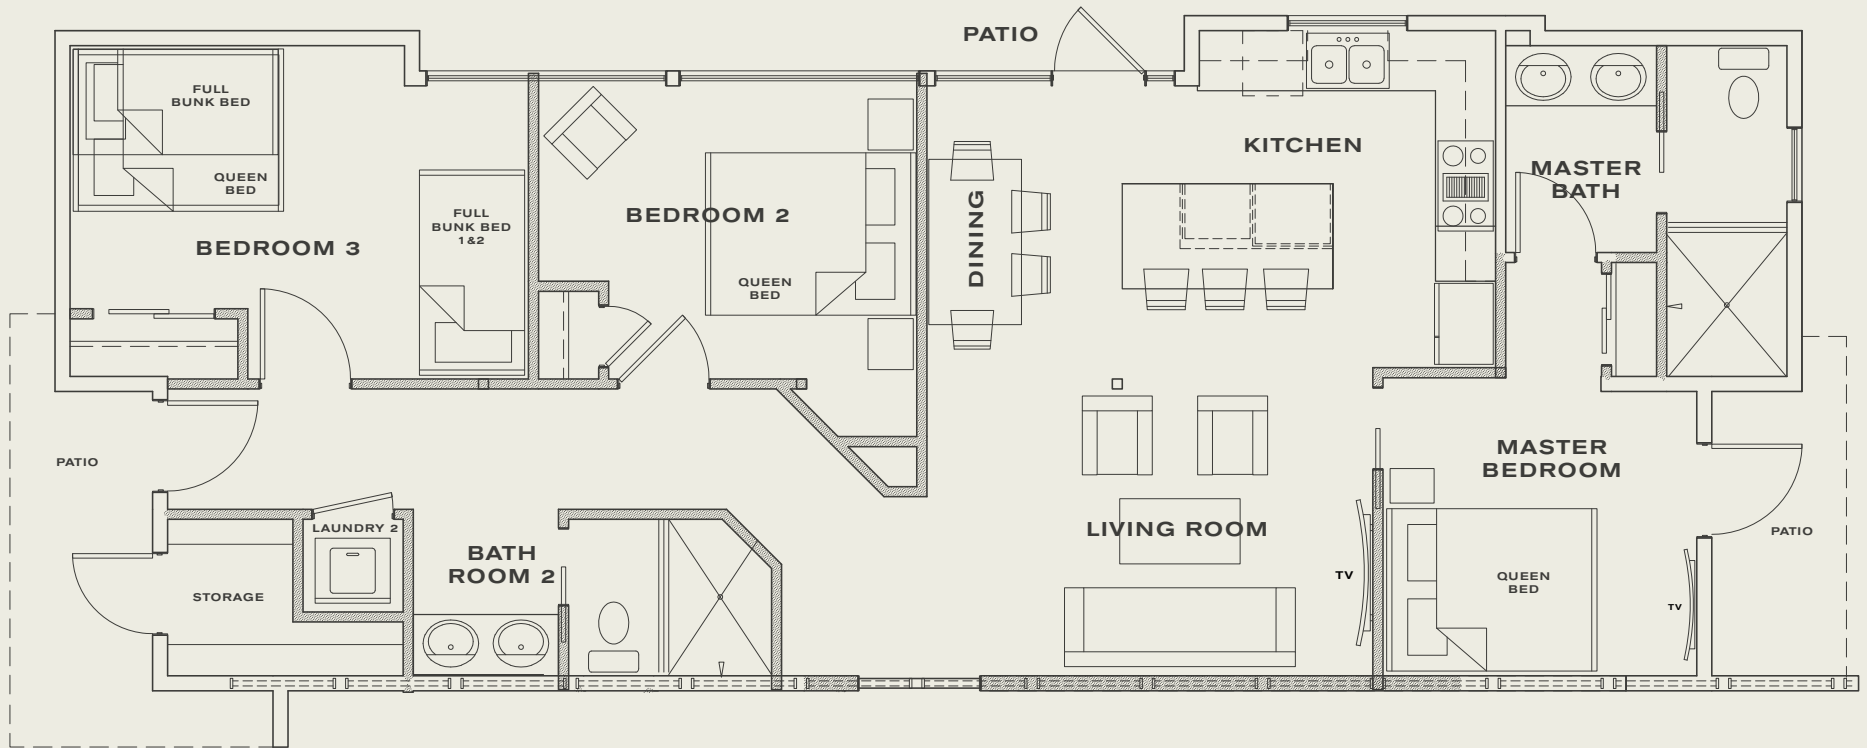 PATIO
FULL
BUNK BED
QUEEN
BED
BEDROOM 3
FULL
BUNK BED
1&2
BEDROOM 2
QUEEN
BED
DINING
KITCHEN
MASTER
BATH
PATIO
STORAGE
LAUNDRY 2
BATH
ROOM 2
LIVING ROOM
TV
MASTER
BEDROOM
QUEEN
BED
TV
PATIO